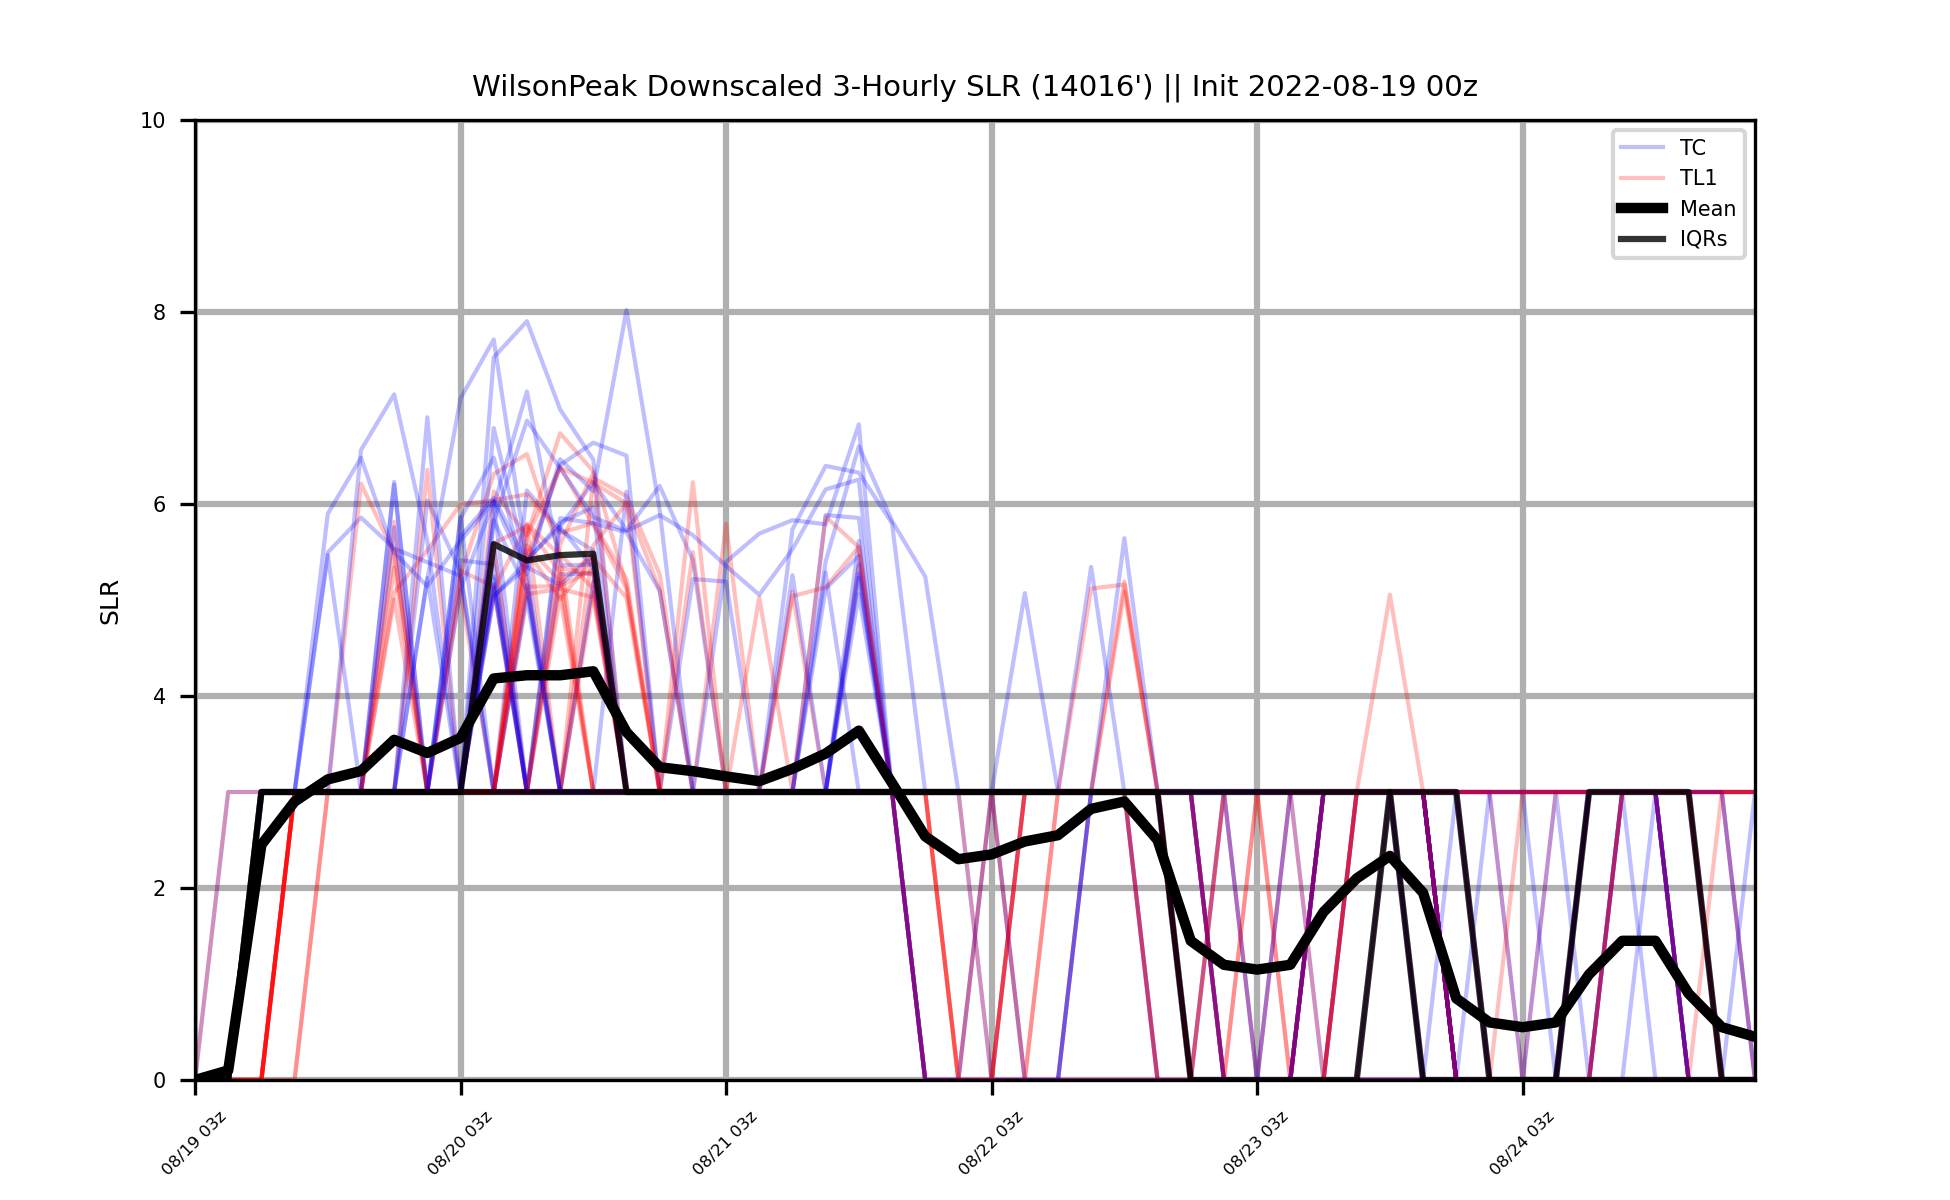 WilsonPeak Downscaled 3-Hourly SLR (14016') || Init 2022-08-19 00z
TC
TL1
Mean
IQRs
SLR
10
8
6
4
2
0
08/19 03z
08/20 03z
08/21 03z
08/22 03z
08/23 03z
08/24 03z